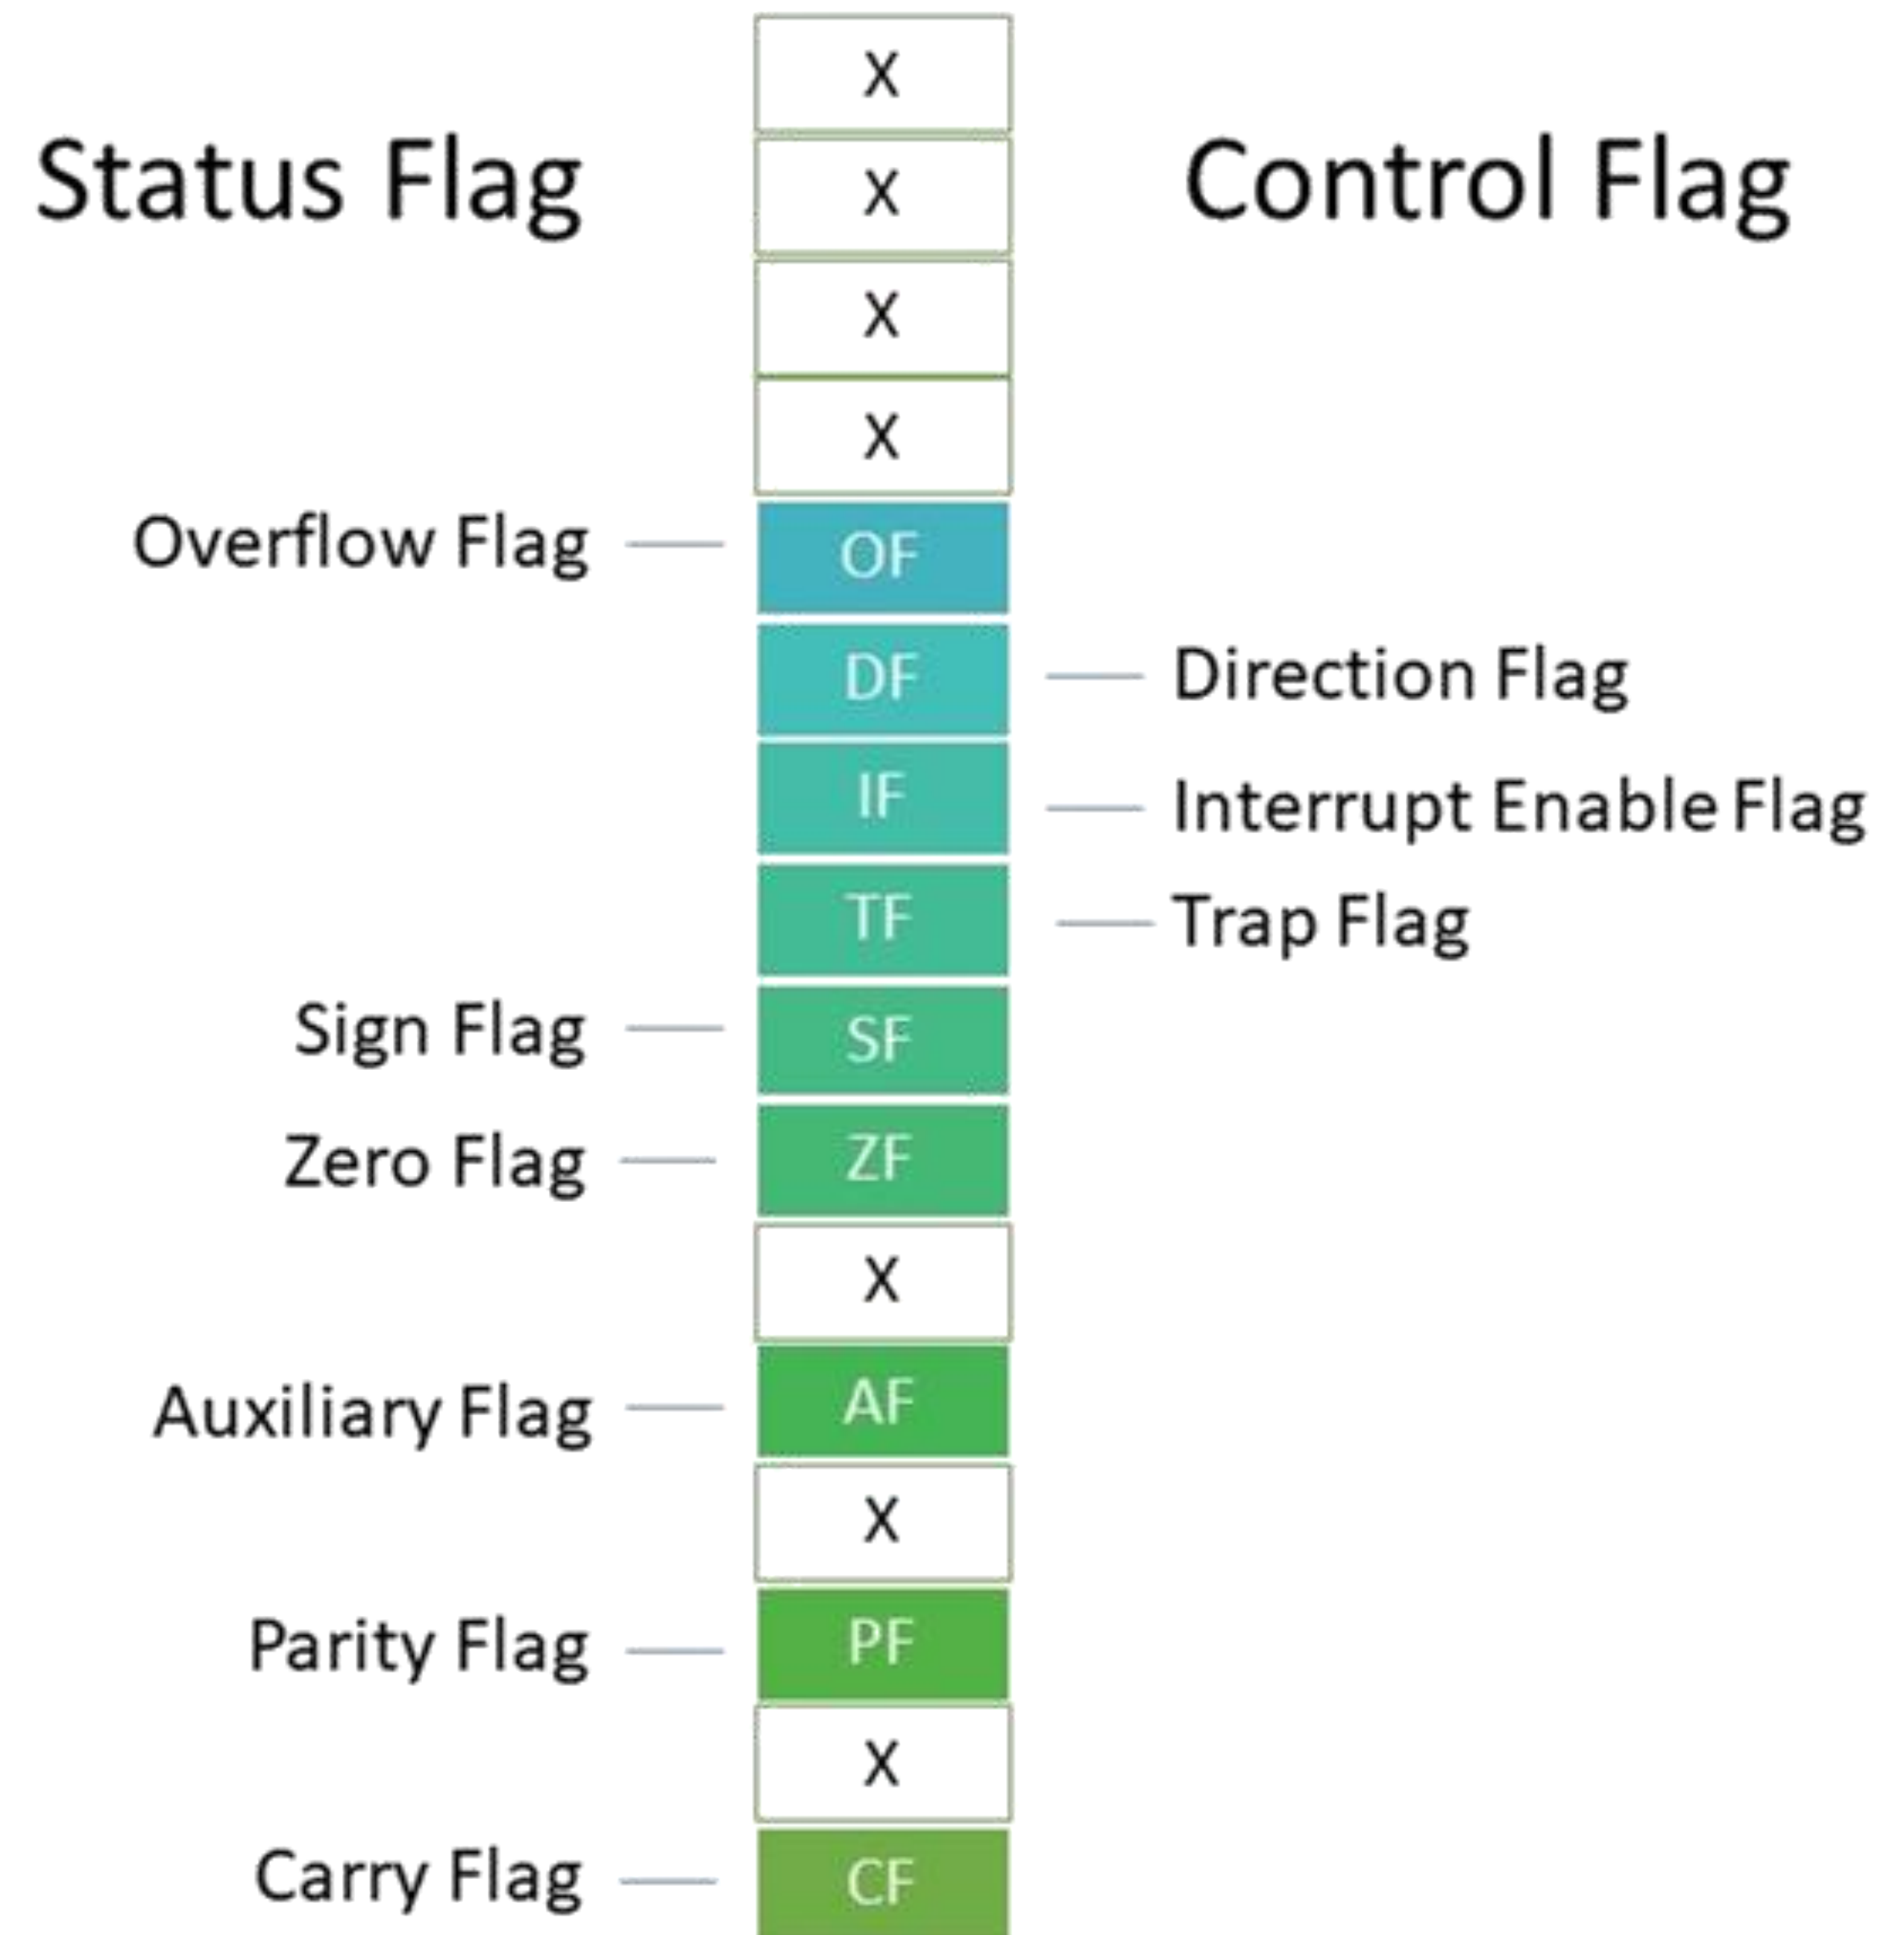 X
Status Flag
X
Control Flag
X
X
Overflow Flag
OF
DF
Direction Flag
IF
Interrupt Enable Flag
TF
Trap Flag
Sign Flag
SF
Zero Flag
ZF
X
Auxiliary Flag
AF
X
Parity Flag
PF
X
Carry Flag
CF